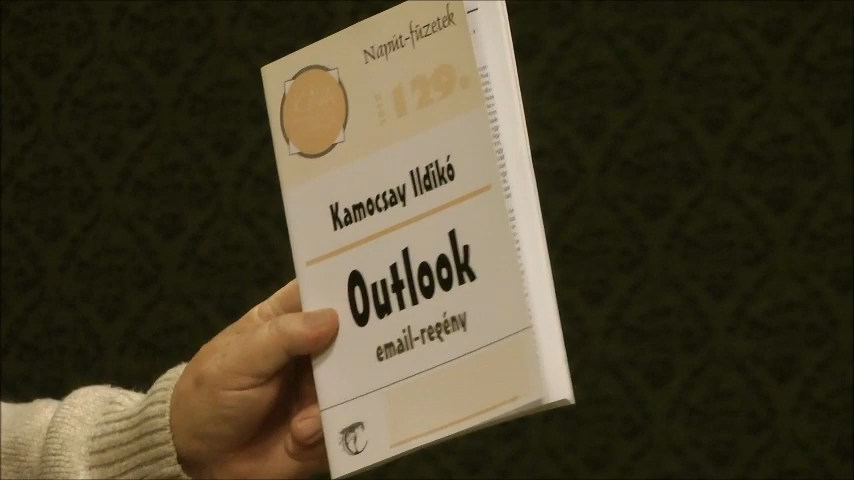 Napút-füzetek
129.
Kamocsay Ildikó
Outlook
email-regény